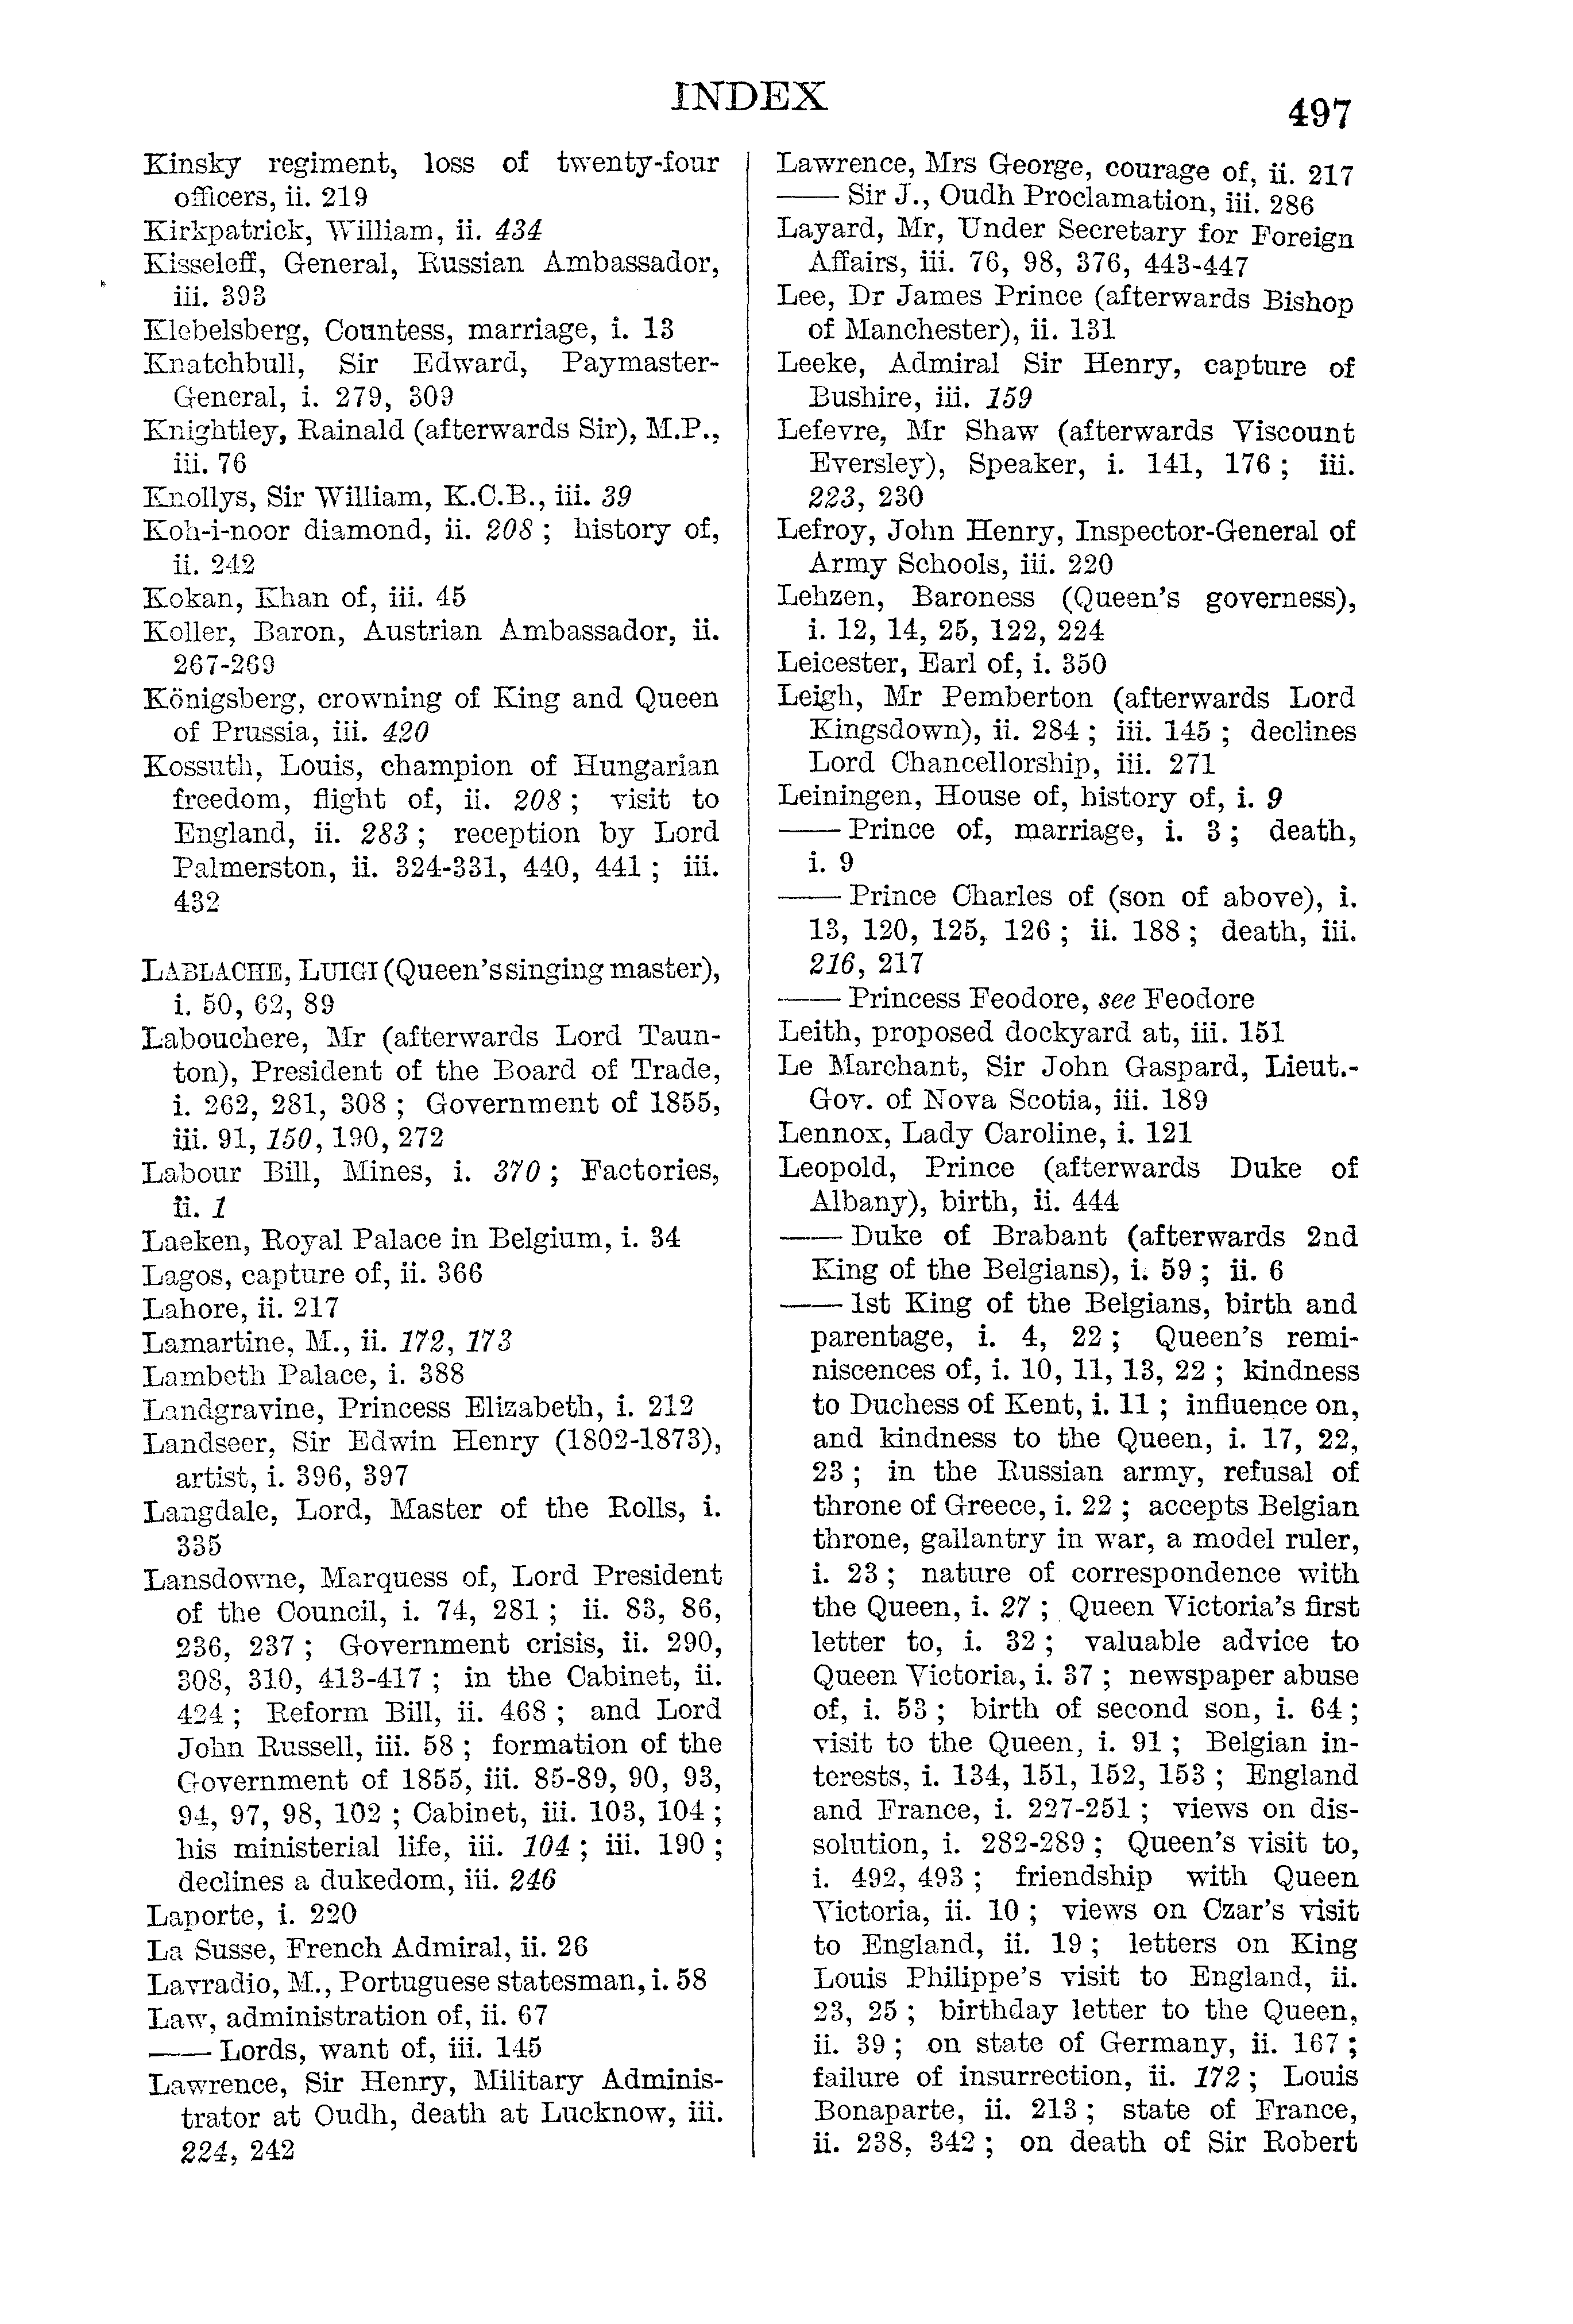 INDEX
497
Kinsky regiment, loss of twenty-four
officers, ii. 219
Kirkpatrick, William, ii. 434
Kisseleff, General, Russian Ambassador,
iii. 393
Klebelsberg, Countess, marriage, i. 13
Knatchbull, Sir Edward, Paymaster-
General, i. 279, 309
Knightley, Rainald (afterwards Sir), M.P.,
iii. 76
Knollys, Sir William, K.C.B., iii. 39
Koh-i-noor diamond, ii. 208 ; history of,
ii. 242
Kokan, Khan of, iii. 45
Koller, Baron, Austrian Ambassador, ii.
267-269
Königsberg, crowning of King and Queen
of Prussia, iii. 420
Kossuth, Louis, champion of Hungarian
freedom, flight of, ii. 208 ; visit to
England, ii. 283 ; reception by Lord
Palmerston, ii. 324-331, 440, 441 ; iii.
432
LABLACHE, LUIGI (Queen's singing master),
i. 50, 62, 89
Labouchere, Mr (afterwards Lord Taun-
ton), President of the Board of Trade,
i. 262, 281, 308 ; Government of 1855,
iii. 91, 150, 190, 272
Labour Bill, Mines, i. 370 ; Factories,
ii. 1
Laeken, Royal Palace in Belgium, i. 34
Lagos, capture of, ii. 366
Lahore, ii. 217
Lamartine, M., ii. 172, 173
Lambeth Palace, i. 388
Landgravine, Princess Elizabeth, i. 212
Landseer, Sir Edwin Henry (1802-1873),
artist, i. 396, 397
Langdale, Lord, Master of the Rolls, i.
335
Lansdowne, Marquess of, Lord President
of the Council, i. 74, 281 ; ii. 83, 86,
236, 237 ; Government crisis, ii. 290,
308, 310, 413-417 ; in the Cabinet, ii.
424 ; Reform Bill, ii. 468 ; and Lord
John Russell, iii. 58 ; formation of the
Government of 1855, iii. 85-89, 90, 93,
94, 97, 98, 102 ; Cabinet, iii. 103, 104 ;
his ministerial life, iii. 104 ; iii. 190 ;
declines a dukedom, iii. 246
Laporte, i. 220
La Susse, French Admiral, ii. 26
Lavradio, M., Portuguese statesman, i. 58
Law, administration of, ii. 67
—— Lords, want of, iii. 145
Lawrence, Sir Henry, Military Adminis-
trator at Oudh, death at Lucknow, iii.
224, 242
Lawrence, Mrs George, courage of, ii. 217
—— Sir J., Oudh Proclamation, iii. 286
Layard, Mr, Under Secretary for Foreign
Affairs, iii. 76, 98, 376, 443-447
Lee, Dr James Prince (afterwards Bishop
of Manchester), ii. 131
Leeke, Admiral Sir Henry, capture of
Bushire, iii. 159
Lefevre, Mr Shaw (afterwards Viscount
Eversley), Speaker, i. 141, 176 ; iii.
223, 230
Lefroy, John Henry, Inspector-General of
Army Schools, iii. 220
Lehzen, Baroness (Queen's governess),
i. 12, 14, 25, 122, 224
Leicester, Earl of, i. 350
Leigh, Mr Pemberton (afterwards Lord
Kingsdown), ii. 284 ; iii. 145 ; declines
Lord Chancellorship, iii. 271
Leiningen, House of, history of, i. 9
—— Prince of, marriage, i. 3 ; death,
i. 9
—— Prince Charles of (son of above), i.
13, 120, 125, 126 ; ii. 188 ; death, iii.
216, 217
—— Princess Feodore, see Feodore
Leith, proposed dockyard at, iii. 151
Le Marchant, Sir John Gaspard, Lieut.-
Gov. of Nova Scotia, iii. 189
Lennox, Lady Caroline, i. 121
Leopold, Prince (afterwards Duke of
Albany), birth, ii. 444
—— Duke of Brabant (afterwards 2nd
King of the Belgians), i. 59 ; ii. 6
—— 1st King of the Belgians, birth and
parentage, i. 4, 22 ; Queen's remi-
niscences of, i. 10, 11, 13, 22 ; kindness
to Duchess of Kent, i. 11 ; influence on,
and kindness to the Queen, i. 17, 22,
23 ; in the Russian army, refusal of
throne of Greece, i. 22 ; accepts Belgian
throne, gallantry in war, a model ruler,
i. 23 ; nature of correspondence with
the Queen, i. 27 ; Queen Victoria's first
letter to, i. 32 ; valuable advice to
Queen Victoria, i. 37 ; newspaper abuse
of, i. 53 ; birth of second son, i. 64 ;
visit to the Queen, i. 91 ; Belgian in-
terests, i. 134, 151, 152, 153 ; England
and France, i. 227-251 ; views on dis-
solution, i. 282-289 ; Queen's visit to,
i. 492, 493 ; friendship with Queen
Victoria, ii. 10 ; views on Czar's visit
to England, ii. 19 ; letters on King
Louis Philippe's visit to England, ii.
23, 25 ; birthday letter to the Queen,
ii. 39 ; on state of Germany, ii. 167 ;
failure of insurrection, ii. 172 ; Louis
Bonaparte, ii. 213 ; state of France,
ii. 238, 342 ; on death of Sir Robert